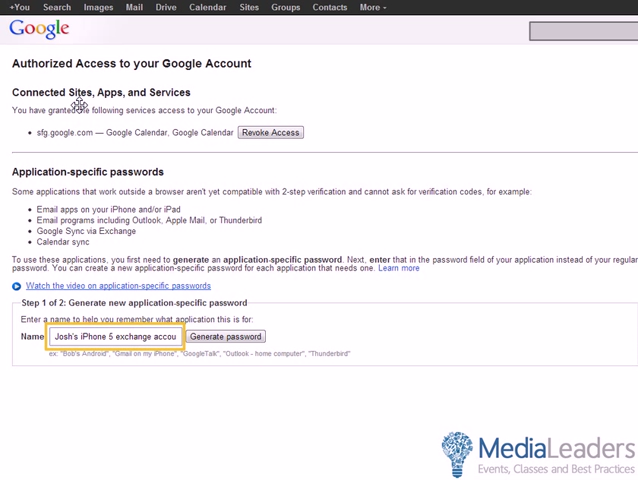 +You Search Images Mail Drive Calendar Sites Groups Contacts More
Google
Authorized Access to your Google Account
Connected Sites, Apps, and Services
You have granted the following services access to your Google Account:
sfg.google.com — Google Calendar, Google Calendar Revoke Access
Application-specific passwords
Some applications that work outside a browser aren't yet compatible with 2-step verification and cannot ask for verification codes, for example:
Email apps on your iPhone and/or iPad
Email programs including Outlook, Apple Mail, or Thunderbird
Google Sync via Exchange
Calendar sync
To use these applications, you first need to generate an application-specific password. Next, enter that in the password field of your application instead of your regular
password. You can create a new application-specific password for each application that needs one. Learn more
Watch the video on application-specific passwords
Step 1 of 2: Generate new application-specific password
Enter a name to help you remember what application this is for:
Name Josh's iPhone 5 exchange accou Generate password
ex: "Bob's Android", "Gmail on my iPhone", "GoogleTalk", "Outlook - home computer", "Thunderbird"
MediaLeaders
Events, Classes and Best Practices